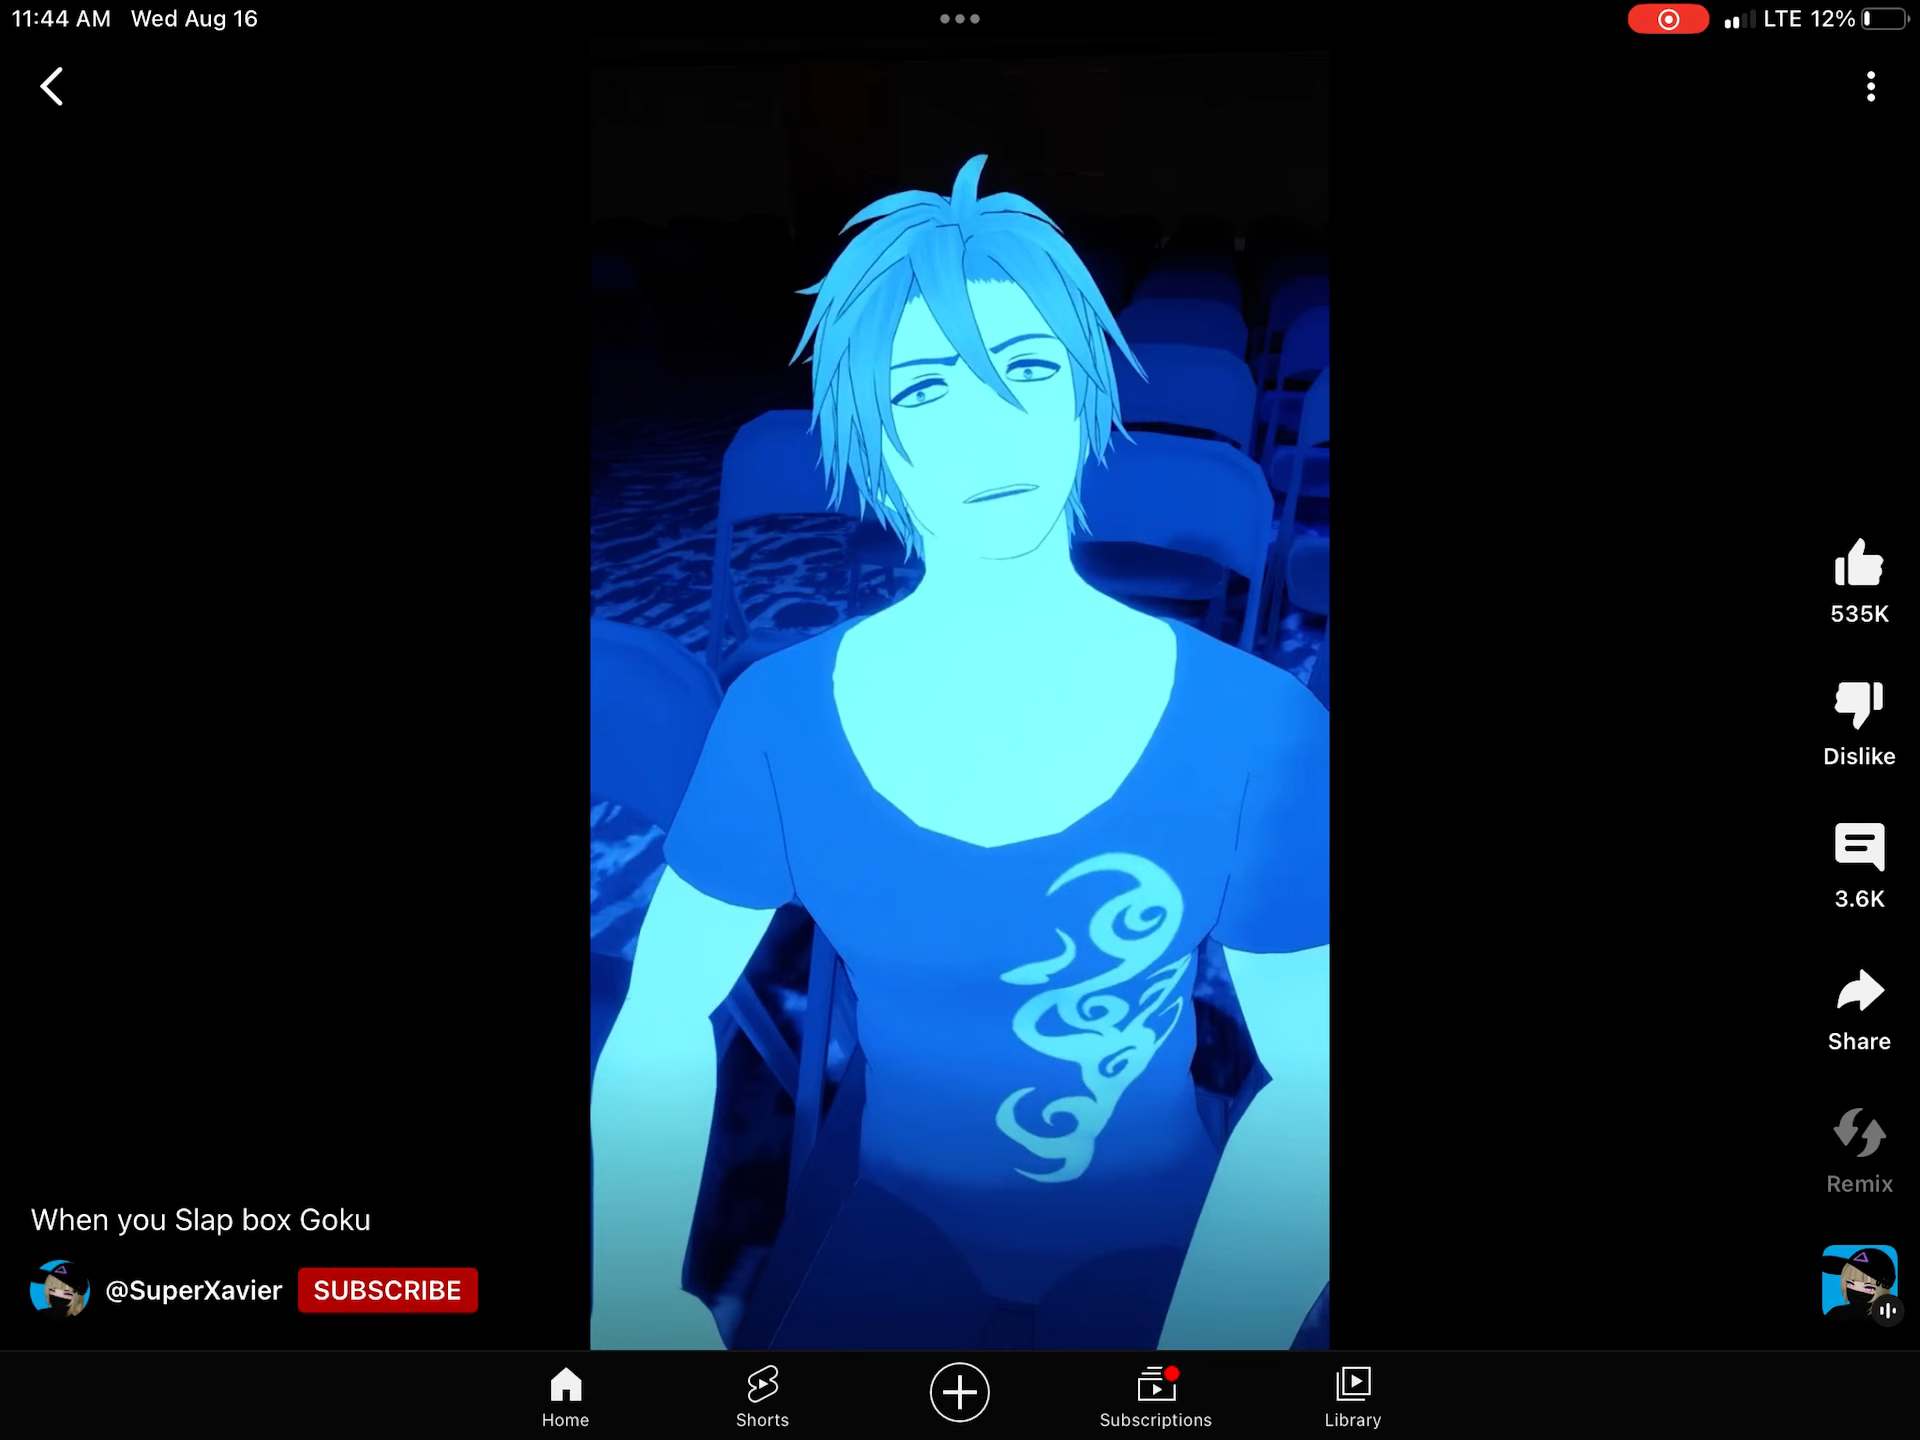 11:44 AM Wed Aug 16
LTE 12%
535K
Dislike
3.6K
Share
Remix
When you Slap box Goku
@SuperXavier SUBSCRIBE
Home Shorts Subscriptions Library